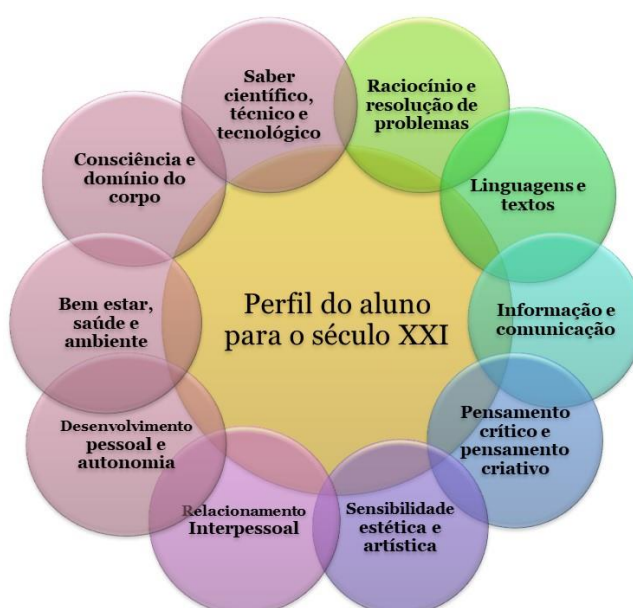 Perfil do aluno
para o século XXI
Raciocínio e
resolução de
problemas
Linguagens e
textos
Informação e
comunicação
Pensamento
crítico e
pensamento
criativo
Sensibilidade
estética e
artística
Relacionamento
Interpessoal
Desenvolvimento
pessoal e
autonomia
Bem estar,
saúde e
ambiente
Consciência e
domínio do
corpo
Saber
científico,
técnico e
tecnológico